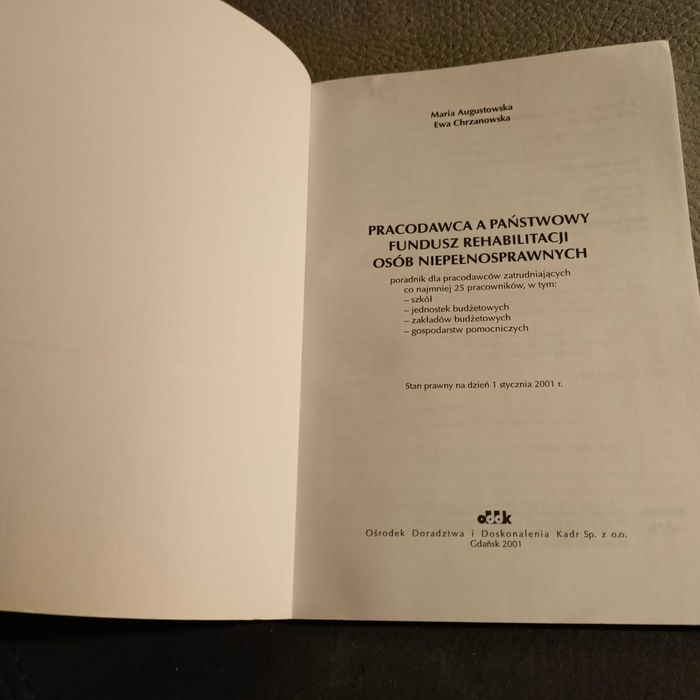 Maria Augustowska
Ewa Chrzanowska
PRACODAWCA A PAŃSTWOWY
FUNDUSZ REHABILITACJI
OSÓB NIEPEŁNOSPRAWNYCH
poradnik dla pracodawców zatrudniających
co najmniej 25 pracowników, w tym:
– szkół
– jednostek budżetowych
– zakładów budżetowych
– gospodarstw pomocniczych
Stan prawny na dzień 1 stycznia 2001 r.
oddk
Ośrodek Doradztwa i Doskonalenia Kadr Sp. z o.o.
Gdańsk 2001